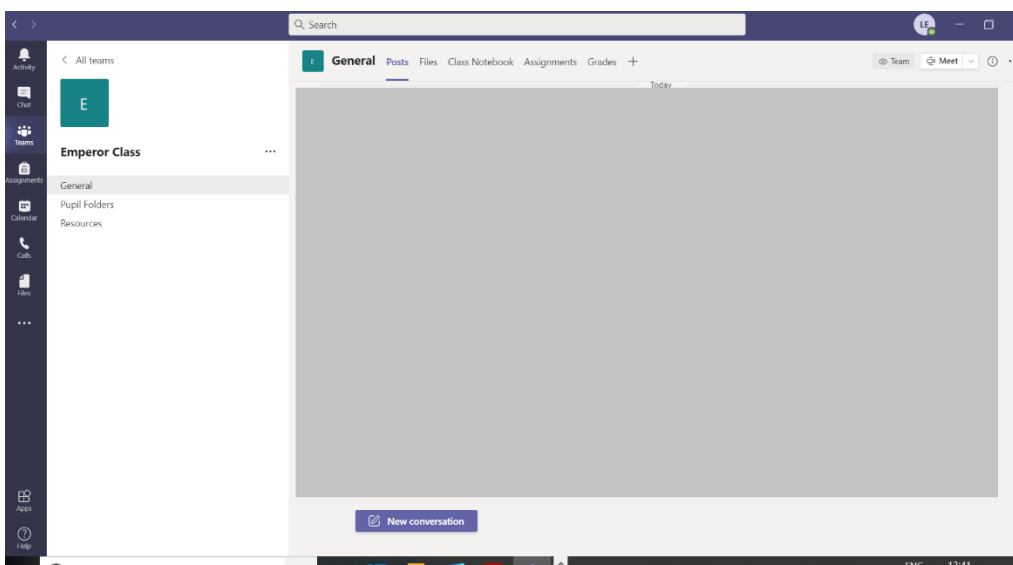 Search
LE
Activity
Chat
Teams
Assignments
Calendar
Calls
Files
Apps
Help
All teams
E
Emperor Class
General
Pupil Folders
Resources
E General Posts Files Class Notebook Assignments Grades
Team Meet
Today
New conversation